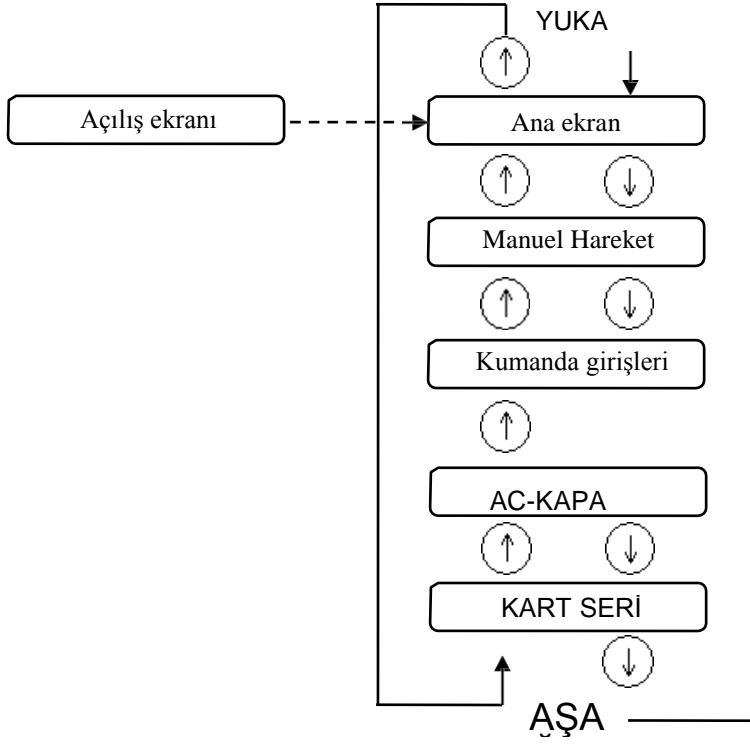 YUKA
Açılış ekranı
Ana ekran
Manuel Hareket
Kumanda girişleri
AC-KAPA
KART SERİ
AŞA